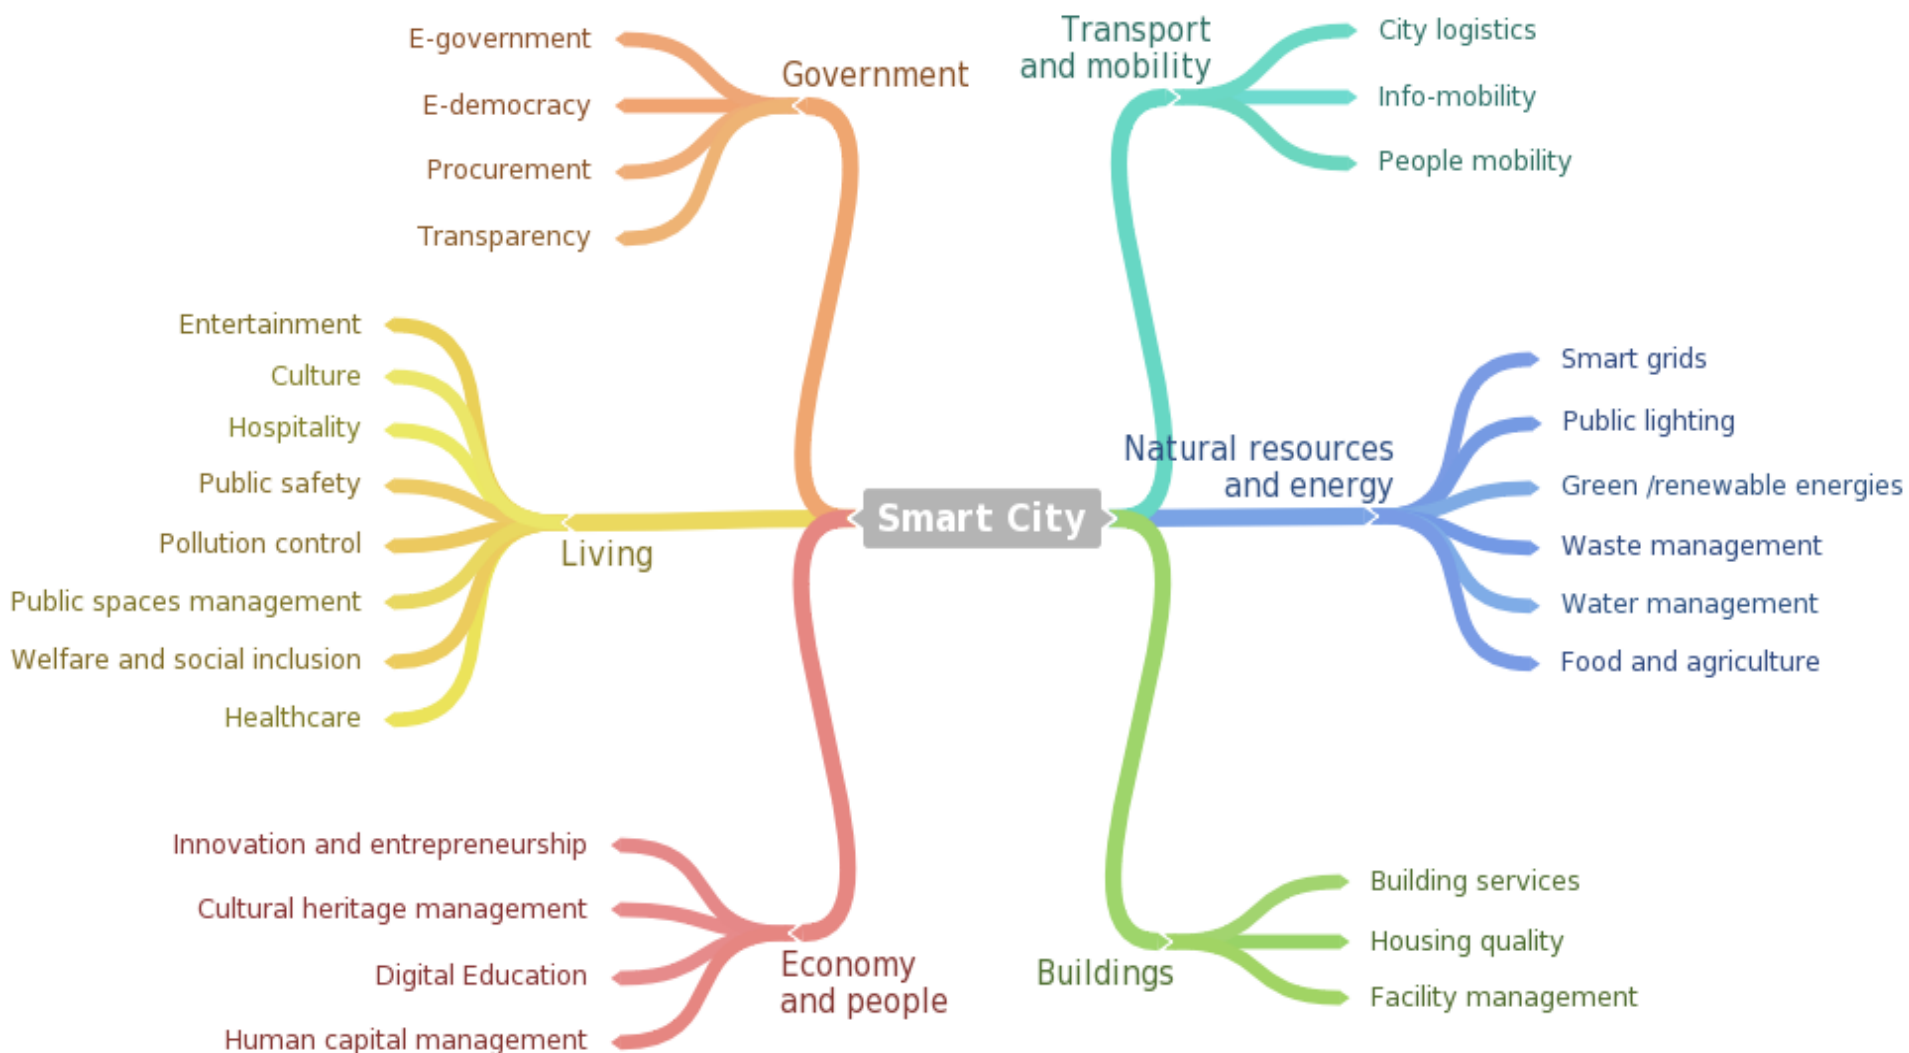 Government
E-government
E-democracy
Procurement
Transparency
Transport
and mobility
City logistics
Info-mobility
People mobility
Entertainment
Culture
Hospitality
Public safety
Pollution control
Public spaces management
Welfare and social inclusion
Healthcare
Living
Smart City
Natural resources
and energy
Smart grids
Public lighting
Green /renewable energies
Waste management
Water management
Food and agriculture
Innovation and entrepreneurship
Cultural heritage management
Digital Education
Human capital management
Economy
and people
Buildings
Building services
Housing quality
Facility management